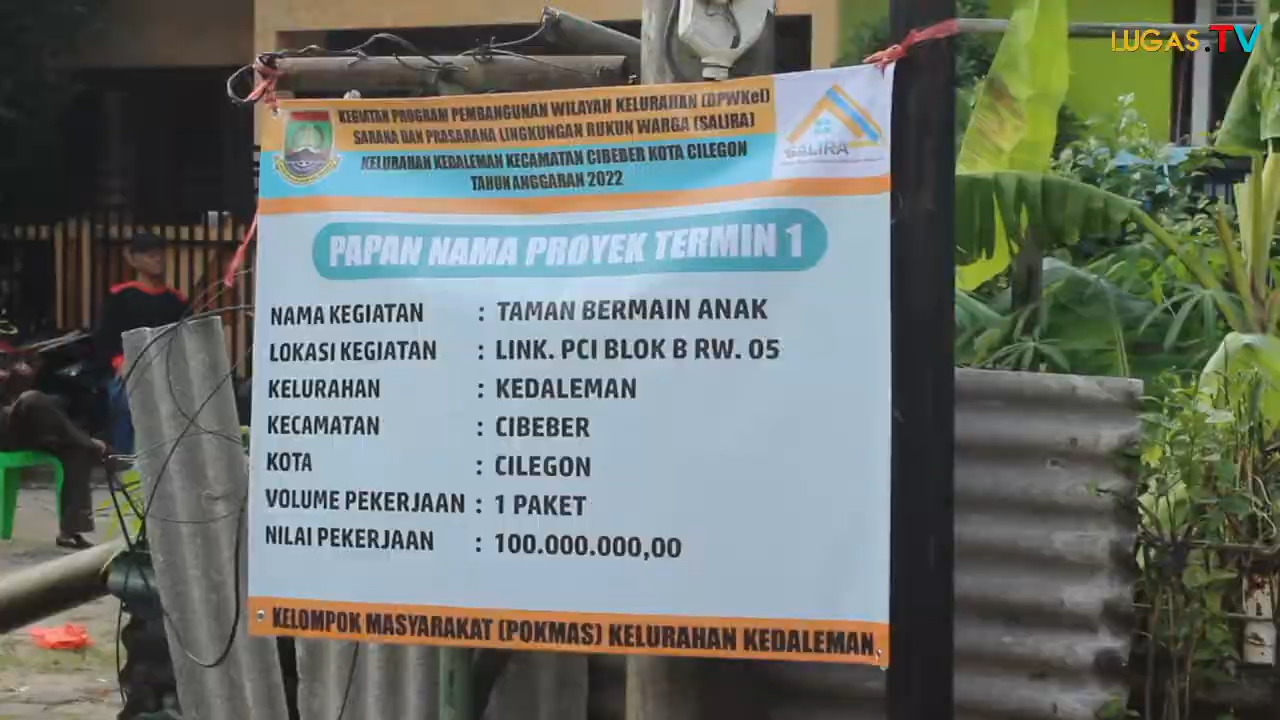 LUGAS.TV
KEGIATAN PROGRAM PEMBANGUNAN WILAYAH KELURAHAN (DPWKel)
SARANA DAN PRASARANA LINGKUNGAN RUKUN WARGA (SALIRA)
KELURAHAN KEDALEMAN KECAMATAN CIBEBER KOTA CILEGON
TAHUN ANGGARAN 2022
SALIRA
PAPAN NAMA PROYEK TERMIN 1
NAMA KEGIATAN : TAMAN BERMAIN ANAK
LOKASI KEGIATAN : LINK. PCI BLOK B RW. 05
KELURAHAN : KEDALEMAN
KECAMATAN : CIBEBER
KOTA : CILEGON
VOLUME PEKERJAAN : 1 PAKET
NILAI PEKERJAAN : 100.000.000,00
KELOMPOK MASYARAKAT (POKMAS) KELURAHAN KEDALEMAN